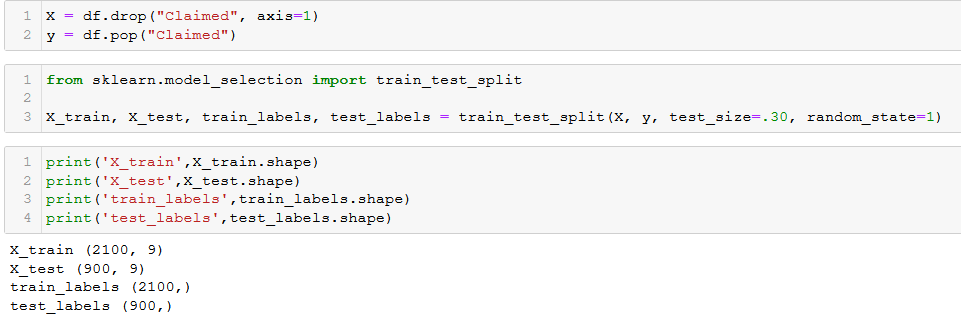 1 X = df.drop("Claimed", axis=1)
2 y = df.pop("Claimed")
1 from sklearn.model_selection import train_test_split
2
3 X_train, X_test, train_labels, test_labels = train_test_split(X, y, test_size=.30, random_state=1)
1 print('X_train',X_train.shape)
2 print('X_test',X_test.shape)
3 print('train_labels',train_labels.shape)
4 print('test_labels',test_labels.shape)
X_train (2100, 9)
X_test (900, 9)
train_labels (2100,)
test_labels (900,)